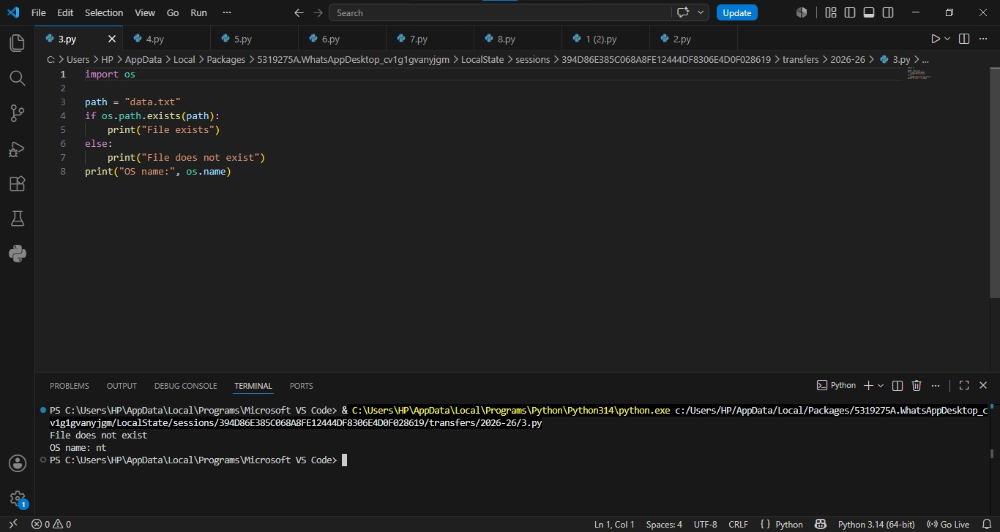 File Edit Selection View Go Run ··· Search Update
3.py 4.py 5.py 6.py 7.py 8.py 1 (2).py 2.py
C: > Users > HP > AppData > Local > Packages > 5319275A.WhatsAppDesktop_cv1g1gvanyjgm > LocalState > sessions > 394D86E385C068A8FE12444DF8306E4D0F028619 > transfers > 2026-26 > 3.py > ...
1 import os
2
3 path = "data.txt"
4 if os.path.exists(path):
5     print("File exists")
6 else:
7     print("File does not exist")
8 print("OS name:", os.name)
PROBLEMS OUTPUT DEBUG CONSOLE TERMINAL PORTS Python
PS C:\Users\HP\AppData\Local\Programs\Microsoft VS Code> & C:\Users\HP\AppData\Local\Programs\Python\Python314\python.exe c:/Users/HP/AppData/Local/Packages/5319275A.WhatsAppDesktop_c
v1g1gvanyjgm/LocalState/sessions/394D86E385C068A8FE12444DF8306E4D0F028619/transfers/2026-26/3.py
File does not exist
OS name: nt
PS C:\Users\HP\AppData\Local\Programs\Microsoft VS Code>
1
0 0 Ln 1, Col 1 Spaces: 4 UTF-8 CRLF { } Python Python 3.14 (64-bit) Go Live